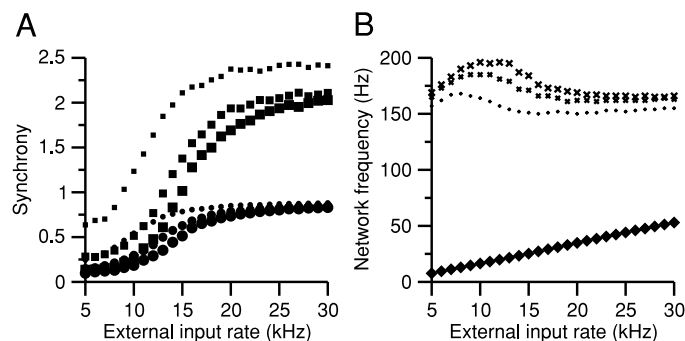 A
B
2.5
2
1.5
1
0.5
0
Synchrony
5 10 15 20 25 30
External input rate (kHz)
200
150
100
50
0
Network frequency (Hz)
5 10 15 20 25 30
External input rate (kHz)